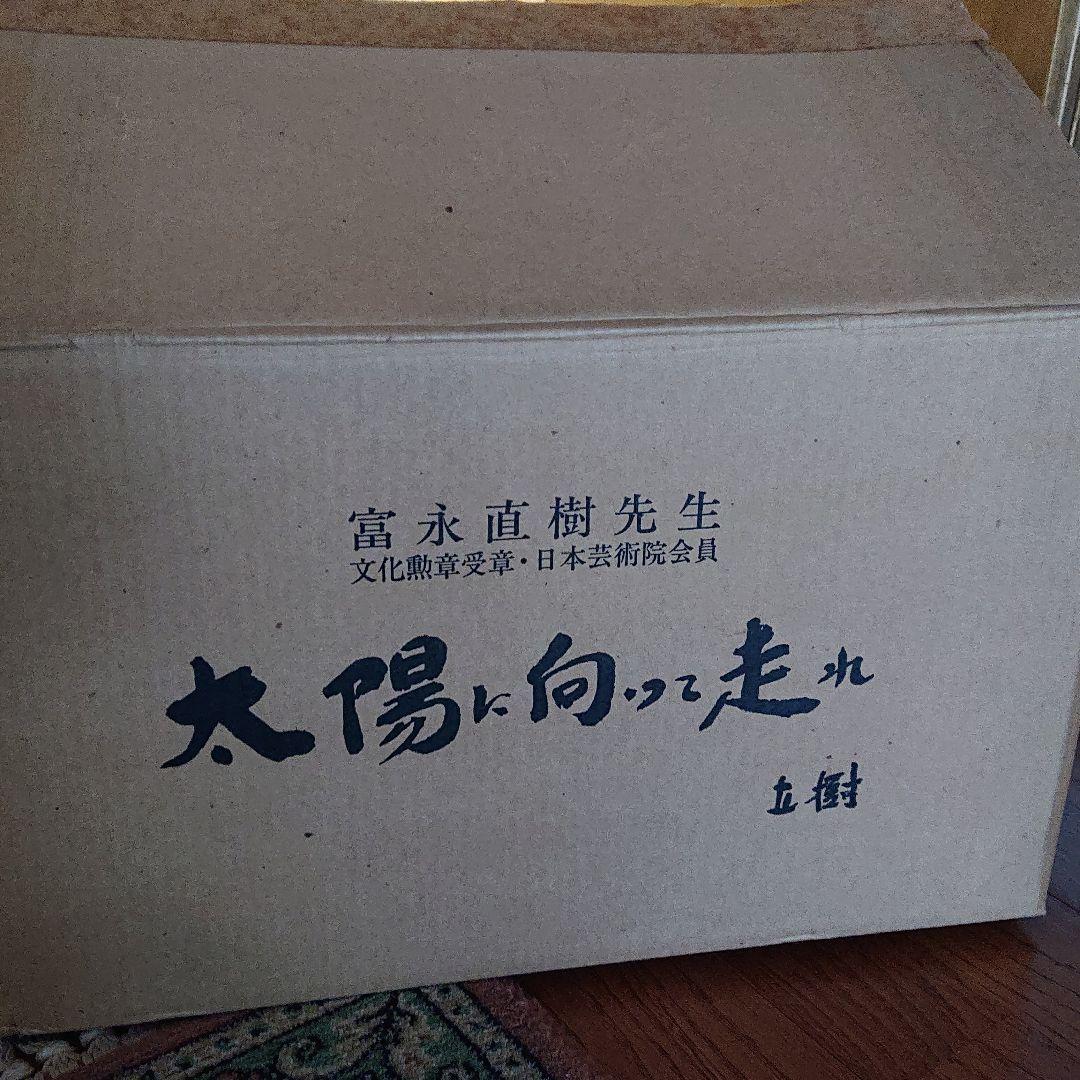 富永直樹先生
文化勲章受章・日本芸術院会員
太陽に向って走れ
直樹